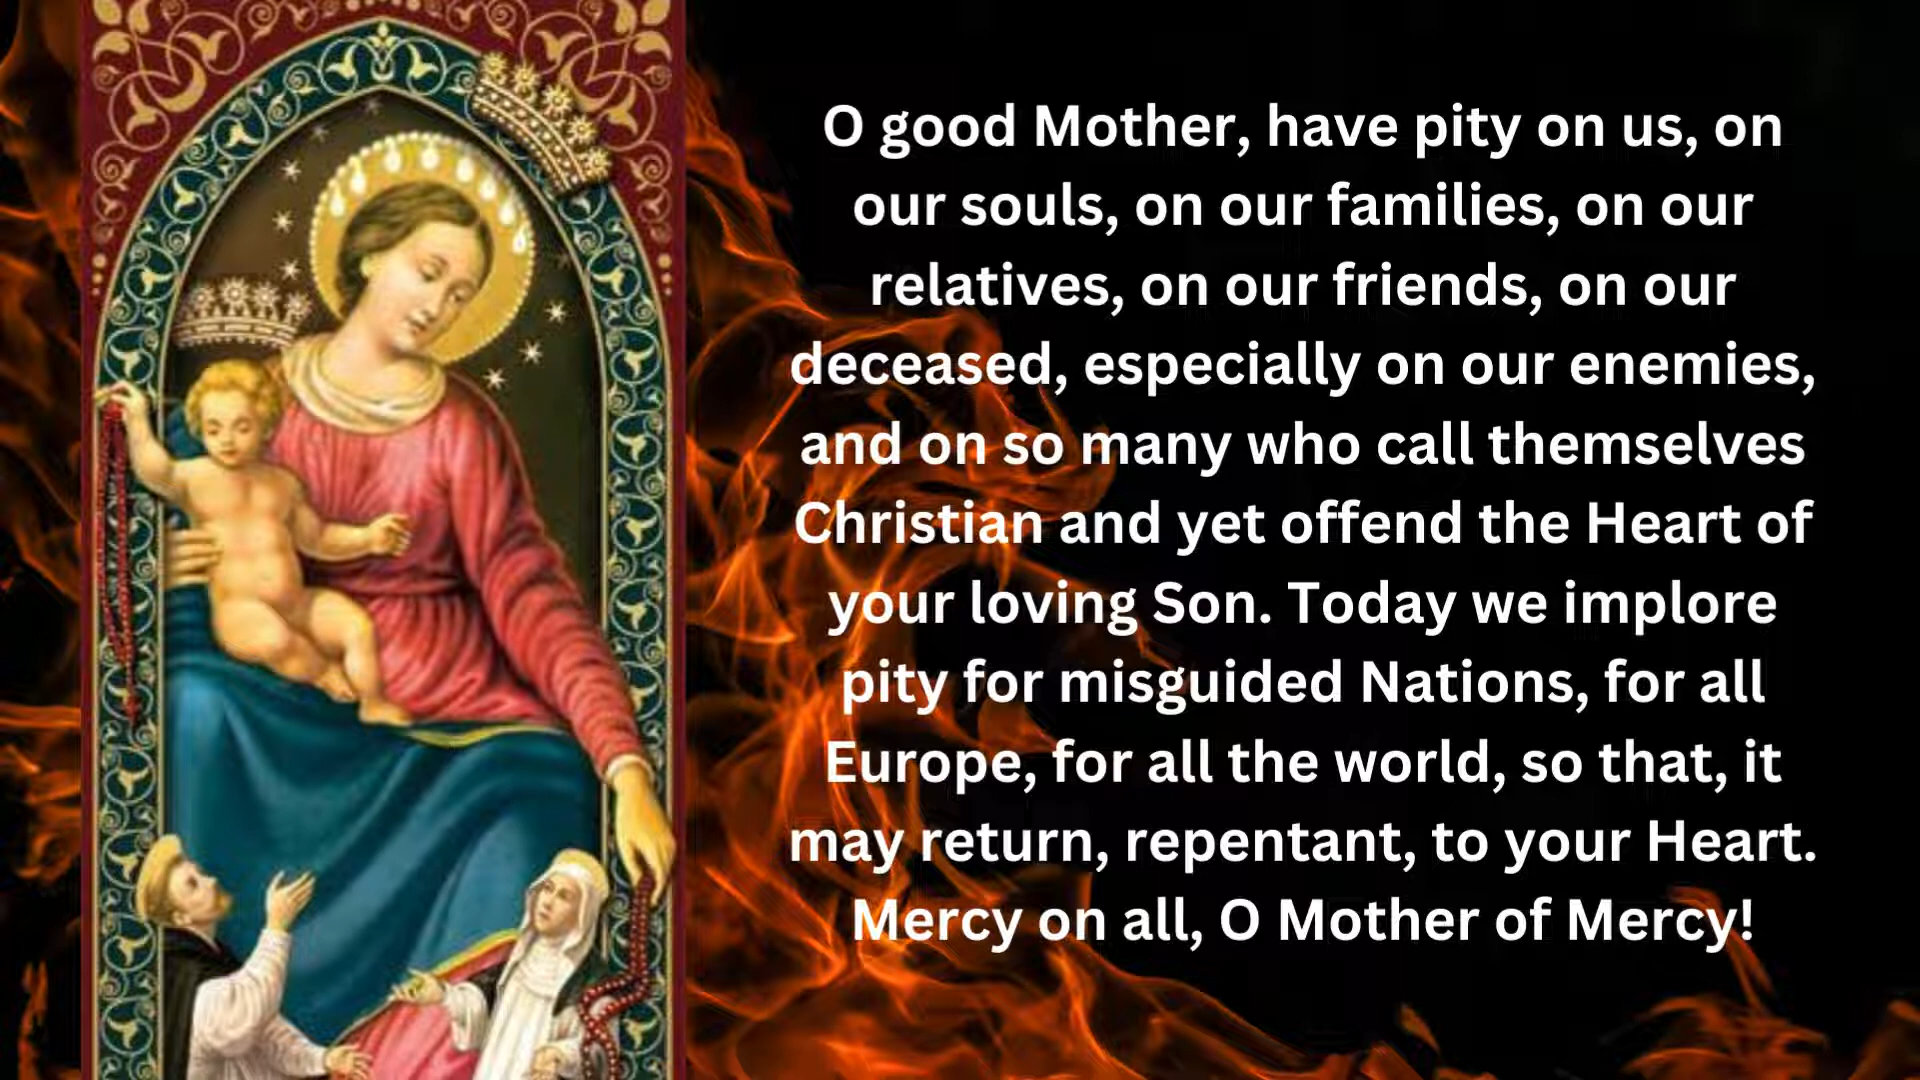 O good Mother, have pity on us, on
our souls, on our families, on our
relatives, on our friends, on our
deceased, especially on our enemies,
and on so many who call themselves
Christian and yet offend the Heart of
your loving Son. Today we implore
pity for misguided Nations, for all
Europe, for all the world, so that, it
may return, repentant, to your Heart.
Mercy on all, O Mother of Mercy!